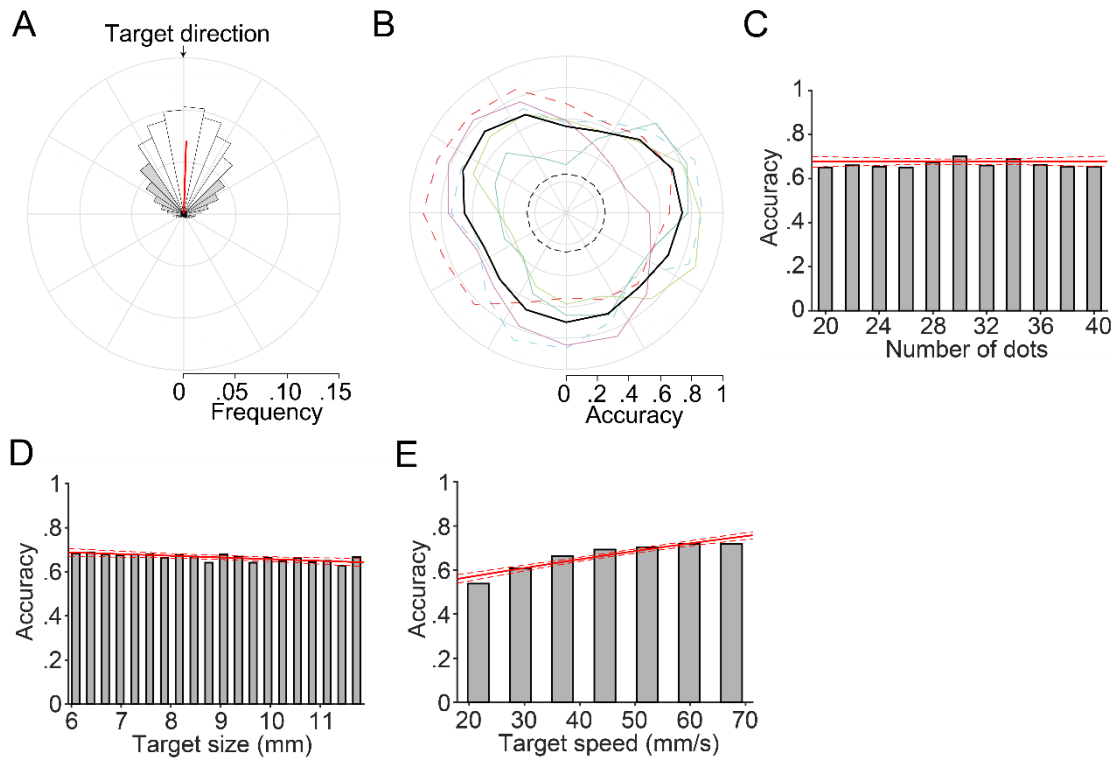 A
Target direction
0 .05 .10 .15
Frequency
B
0 .2 .4 .6 .8 1
Accuracy
C
1
.8
.6
.4
.2
0
Accuracy
20 24 28 32 36 40
Number of dots
D
1
.8
.6
.4
.2
0
Accuracy
6 7 8 9 10 11
Target size (mm)
E
1
.8
.6
.4
.2
0
Accuracy
20 30 40 50 60 70
Target speed (mm/s)